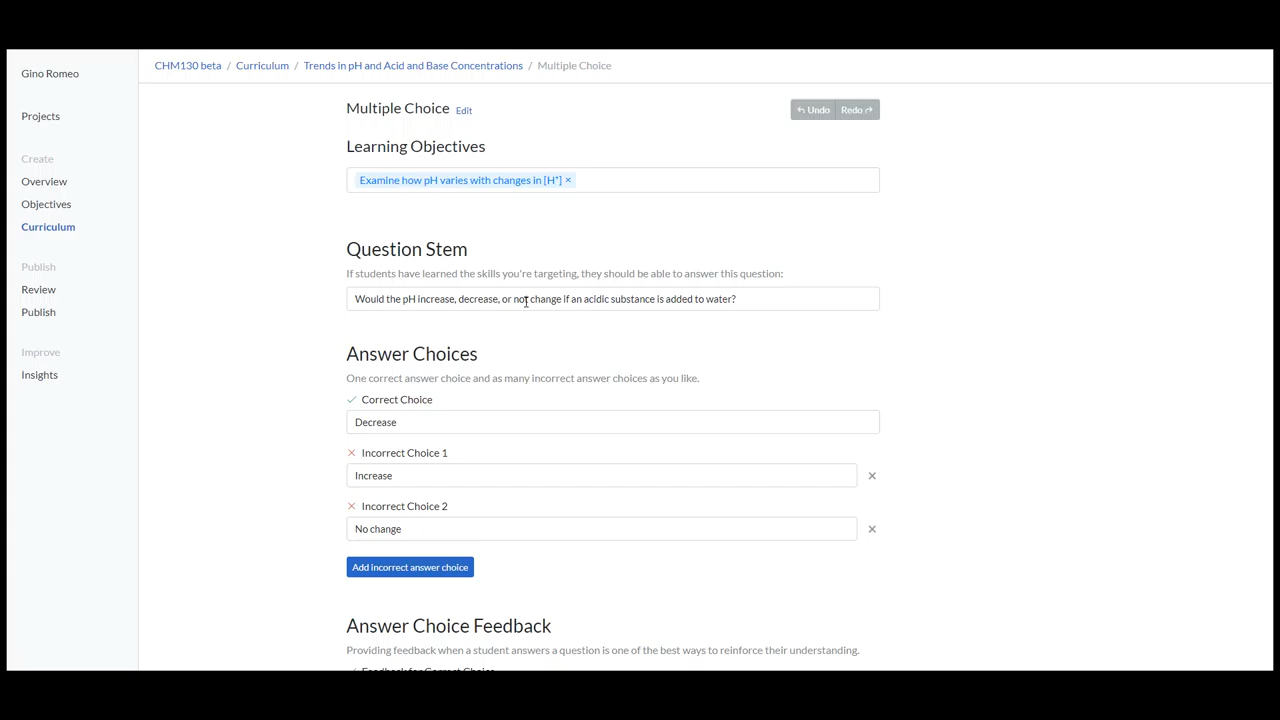 Gino Romeo
Projects
Create
Overview
Objectives
Curriculum
Publish
Review
Publish
Improve
Insights
CHM130 beta / Curriculum / Trends in pH and Acid and Base Concentrations / Multiple Choice
Multiple Choice Edit
Undo Redo
Learning Objectives
Examine how pH varies with changes in [H⁺] ×
Question Stem
If students have learned the skills you're targeting, they should be able to answer this question:
Would the pH increase, decrease, or not change if an acidic substance is added to water?
Answer Choices
One correct answer choice and as many incorrect answer choices as you like.
Correct Choice
Decrease
Incorrect Choice 1
Increase
Incorrect Choice 2
No change
Add incorrect answer choice
Answer Choice Feedback
Providing feedback when a student answers a question is one of the best ways to reinforce their understanding.
Feedback for Correct Choice